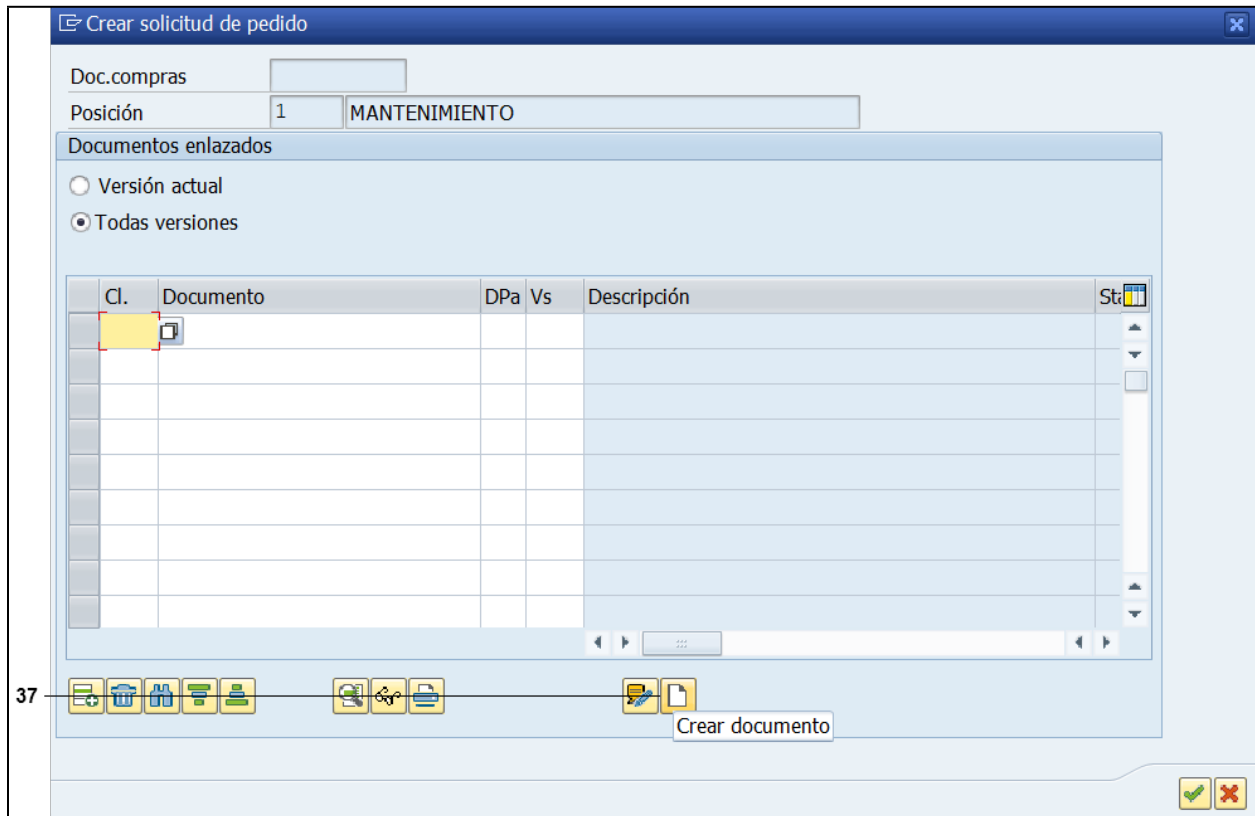 Crear solicitud de pedido
Doc.compras
Posición 1 MANTENIMIENTO
Documentos enlazados
Versión actual
Todas versiones
Cl. Documento DPa Vs Descripción Sta
37
Crear documento